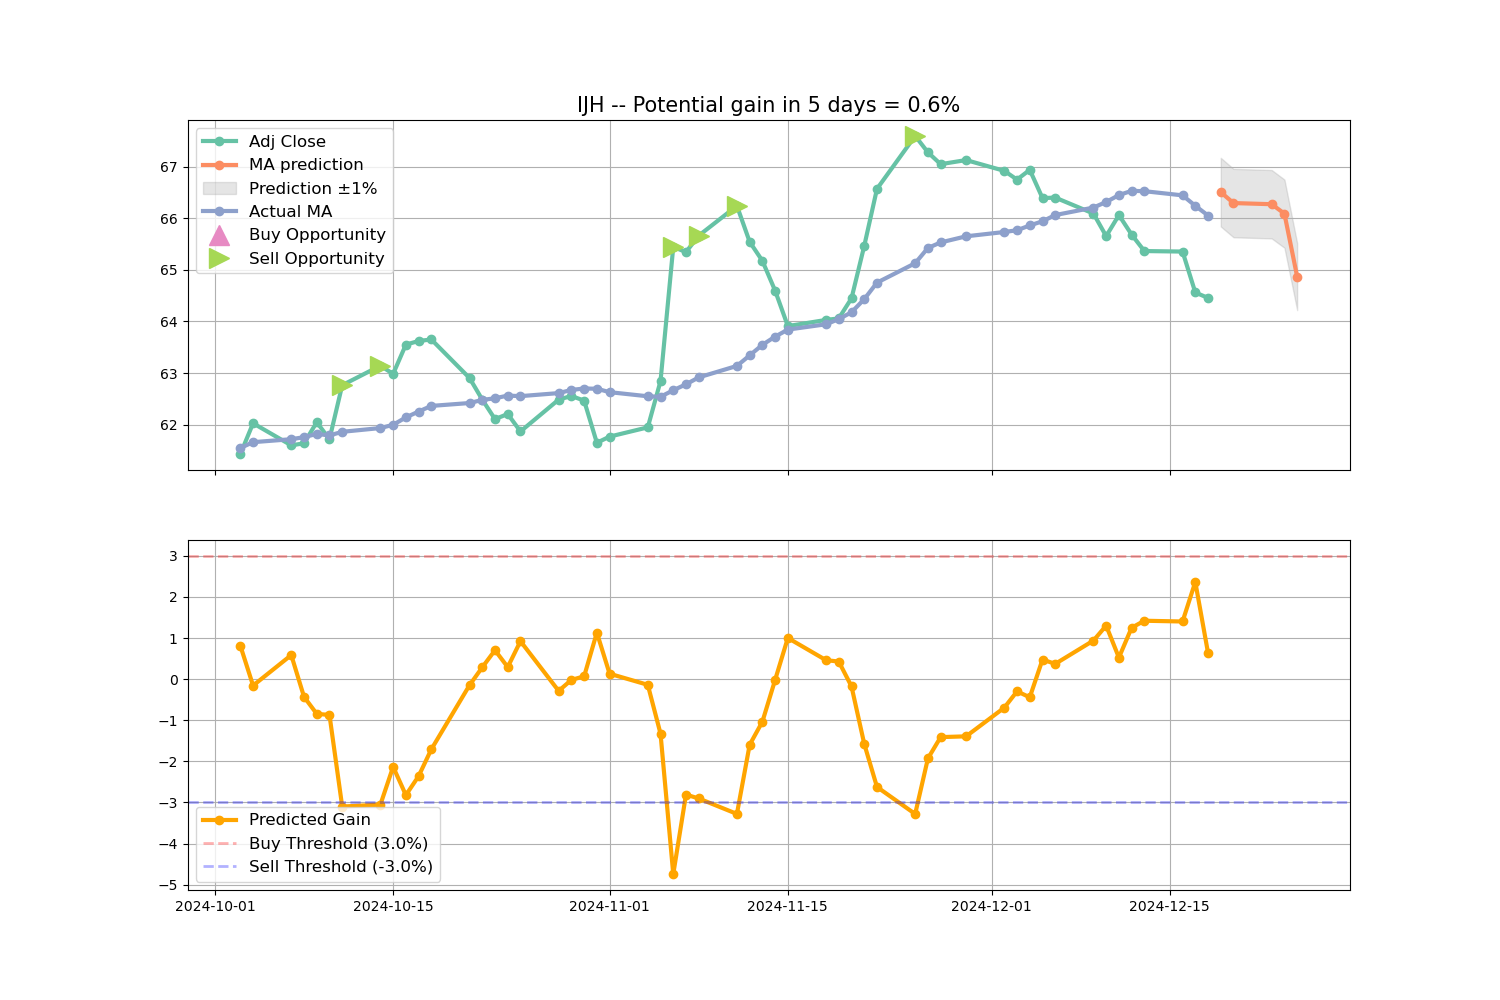 IJH -- Potential gain in 5 days = 0.6%
Adj Close
MA prediction
Prediction ±1%
Actual MA
Buy Opportunity
Sell Opportunity
67
66
65
64
63
62
3
2
1
0
−1
−2
−3
−4
−5
Predicted Gain
Buy Threshold (3.0%)
Sell Threshold (-3.0%)
2024-10-01 2024-10-15 2024-11-01 2024-11-15 2024-12-01 2024-12-15